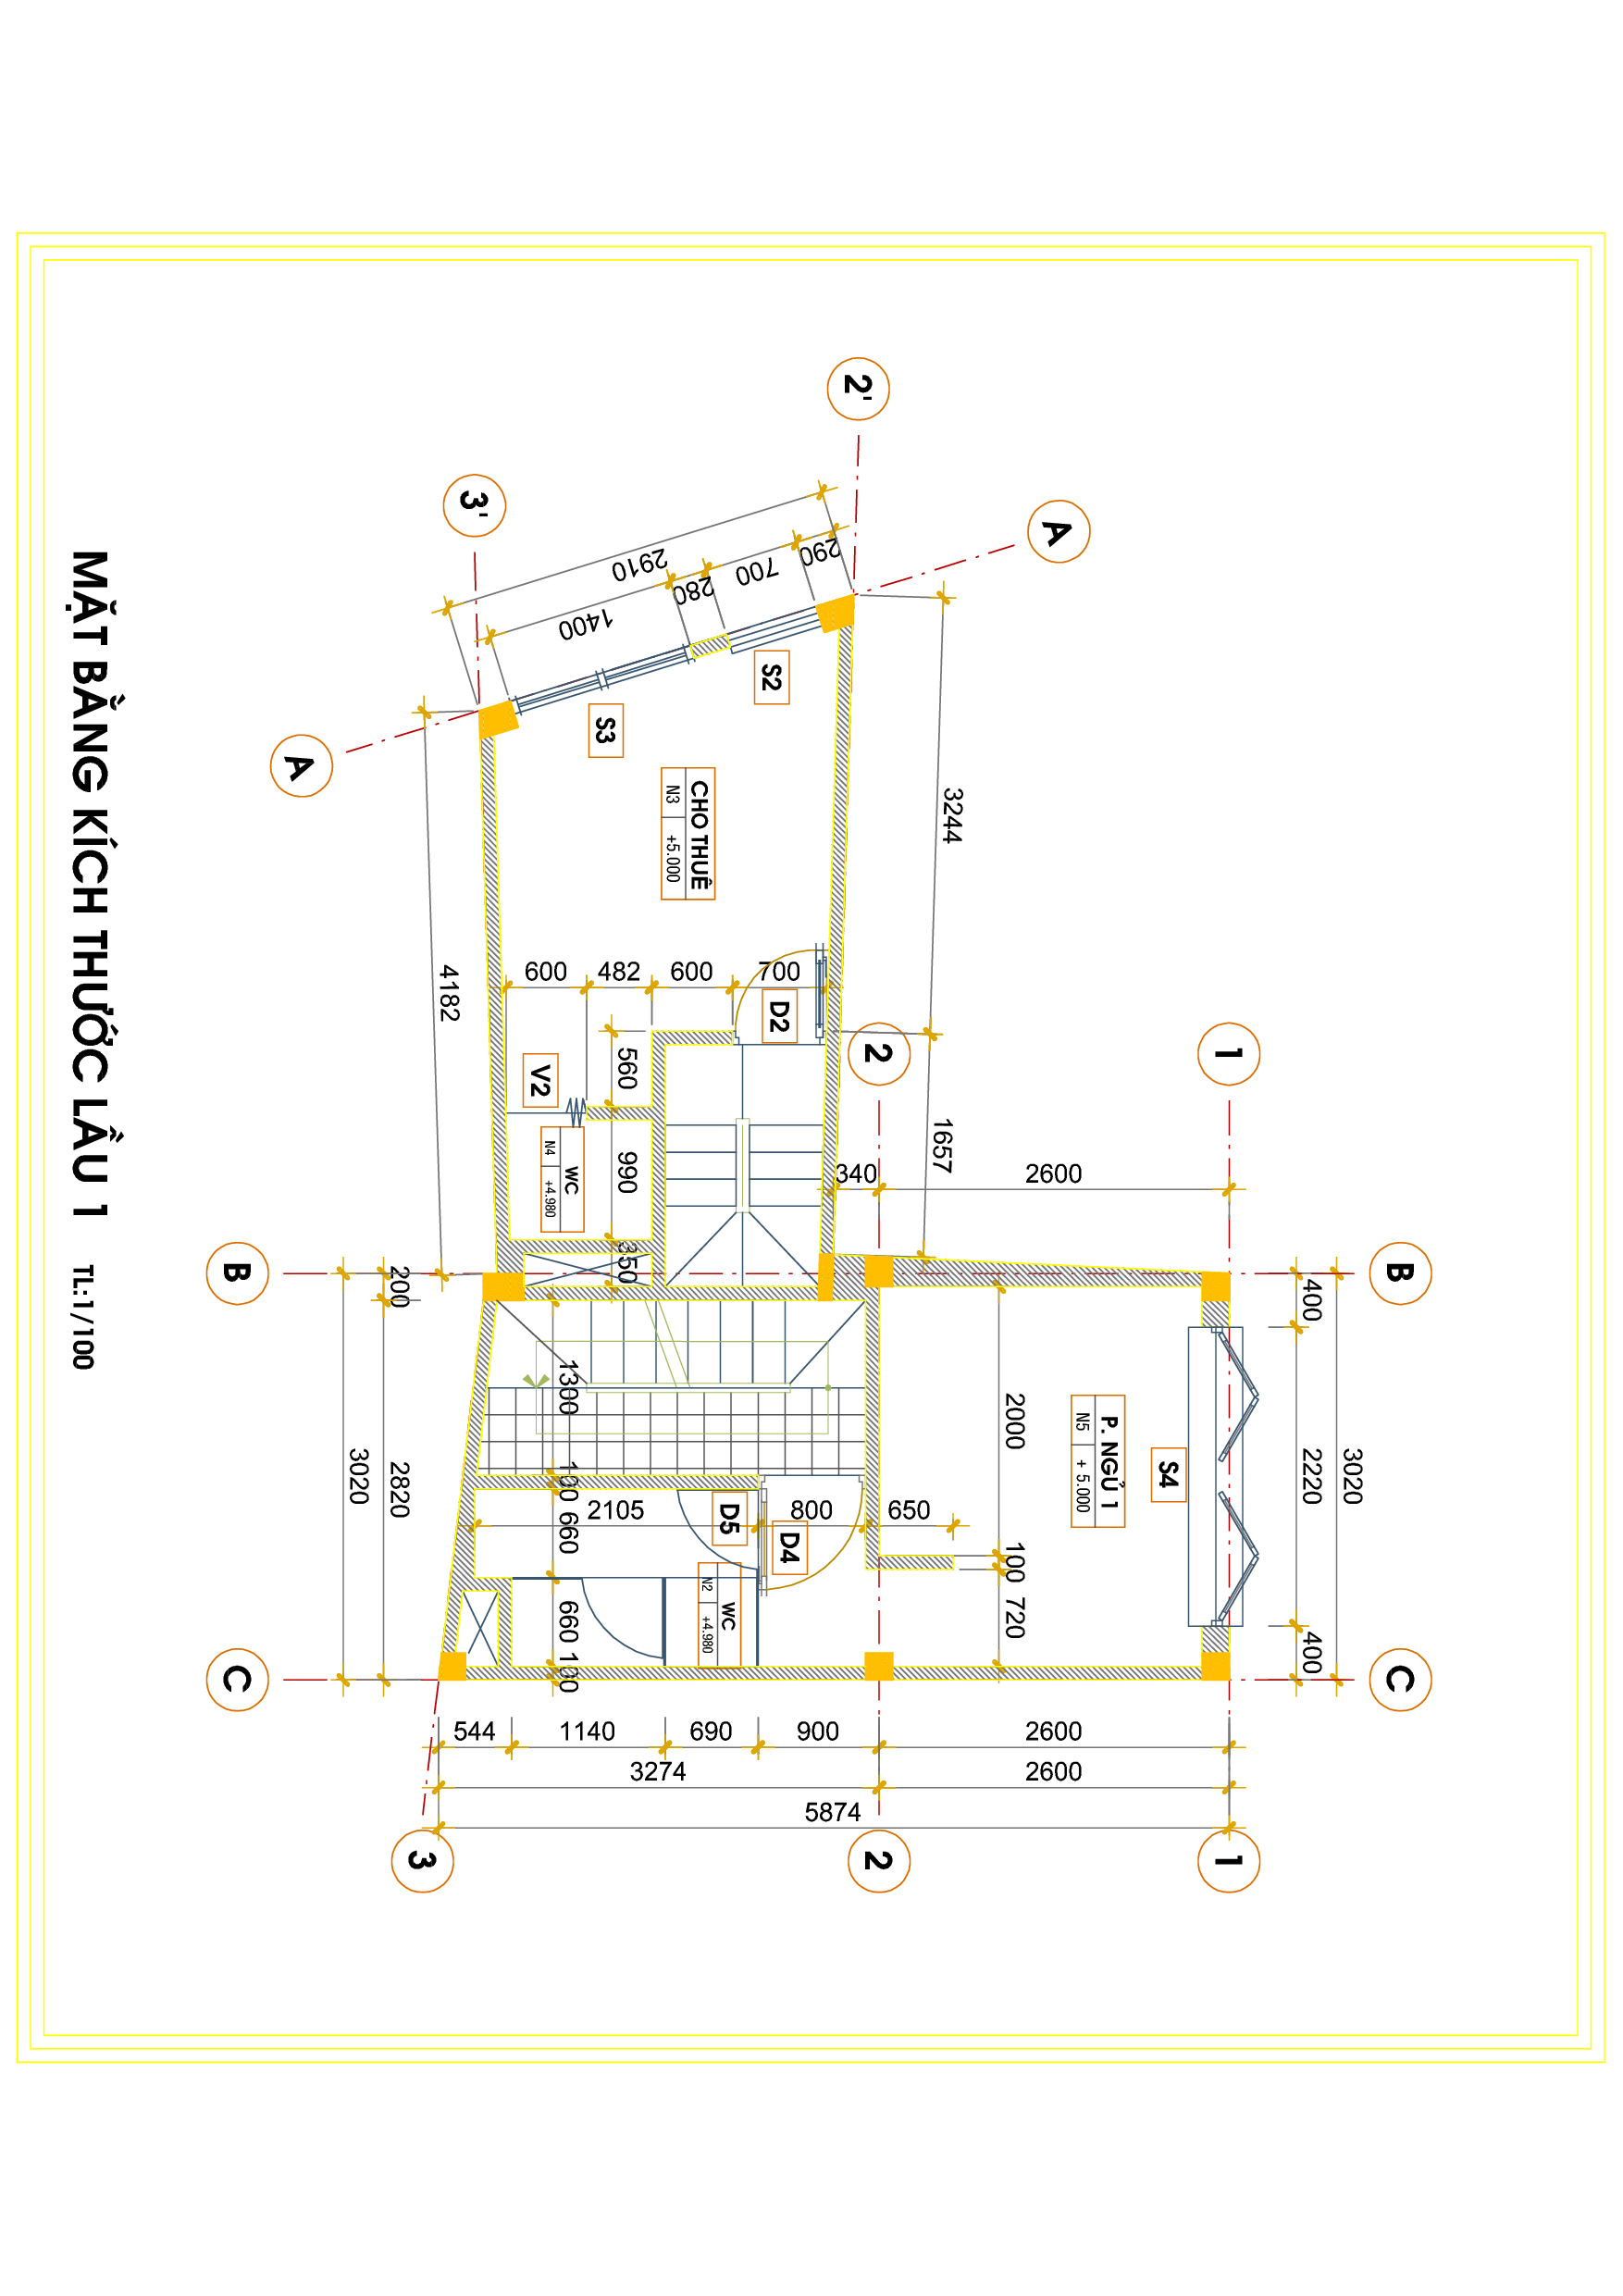 MẶT BẰNG KÍCH THƯỚC LẦU 1 TL:1/100
2'
3'
A
A
2910
290
700
280
1400
S2
S3
CHO THUÊ
N3 +5.000
3244
4182
600
482
600
700
D2
2
1
V2
560
990
350
WC
N4 +4.980
1657
340
2600
B
B
200
400
1300
2000
P. NGỦ 1
N5 + 5.000
S4
3020
2220
2820
3020
100
2105
800
650
D5
D4
660
100
720
WC
N2 +4.980
660
100
400
C
C
544
1140
690
900
2600
3274
2600
5874
3
2
1